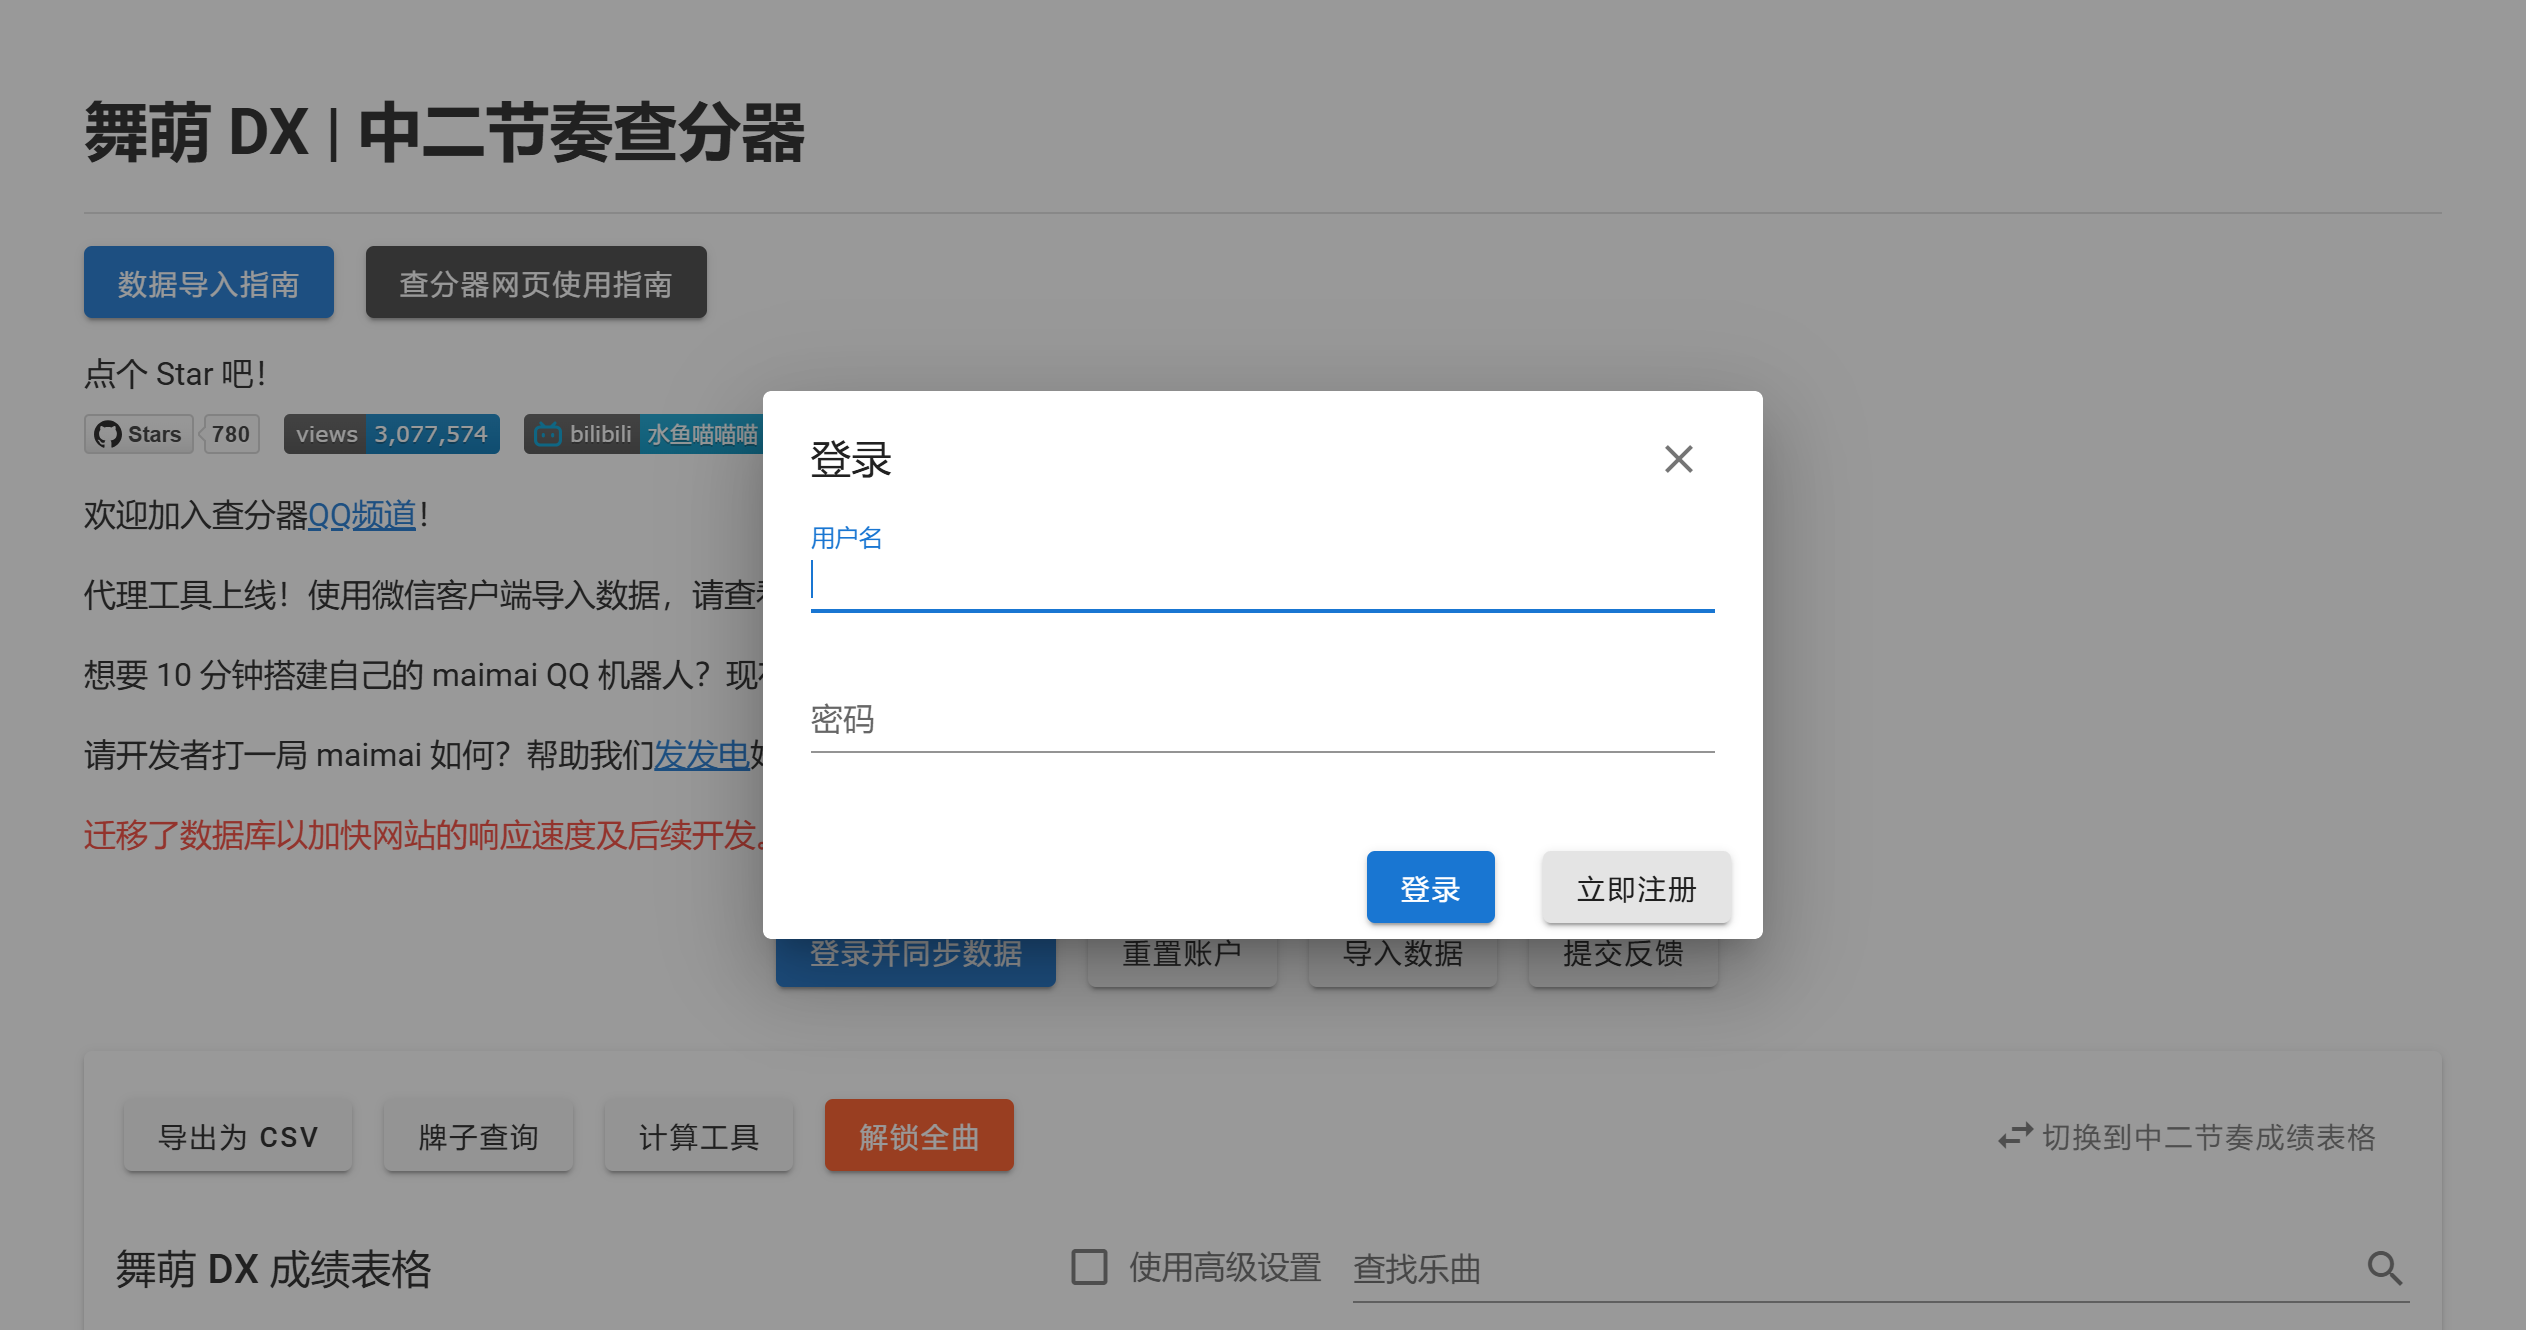 舞萌 DX | 中二节奏查分器
数据导入指南
查分器网页使用指南
点个 Star 吧！
Stars 780 views 3,077,574 bilibili 水鱼喵喵喵
欢迎加入查分器QQ频道！
代理工具上线！使用微信客户端导入数据，请查
想要 10 分钟搭建自己的 maimai QQ 机器人？现
请开发者打一局 maimai 如何？帮助我们发发电
迁移了数据库以加快网站的响应速度及后续开发。
登录
用户名
密码
登录
立即注册
登录并同步数据
重置账户
导入数据
提交反馈
导出为 CSV
牌子查询
计算工具
解锁全曲
切换到中二节奏成绩表格
舞萌 DX 成绩表格
使用高级设置
查找乐曲